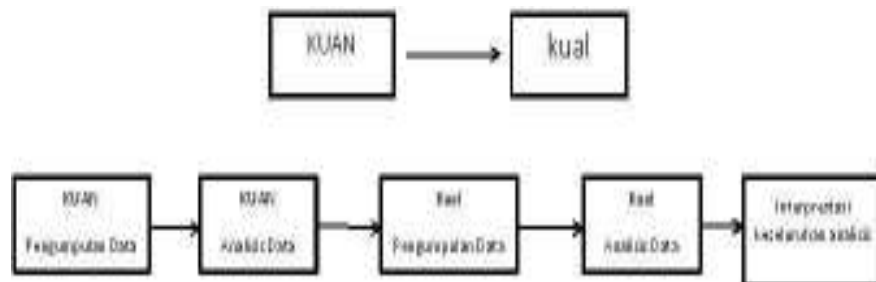 KUAN
kual
KUAN
Pengumpulan Data
KUAN
Analisis Data
Kual
Pengumpulan Data
Kual
Analisis Data
Interpretasi
keseluruhan analisis